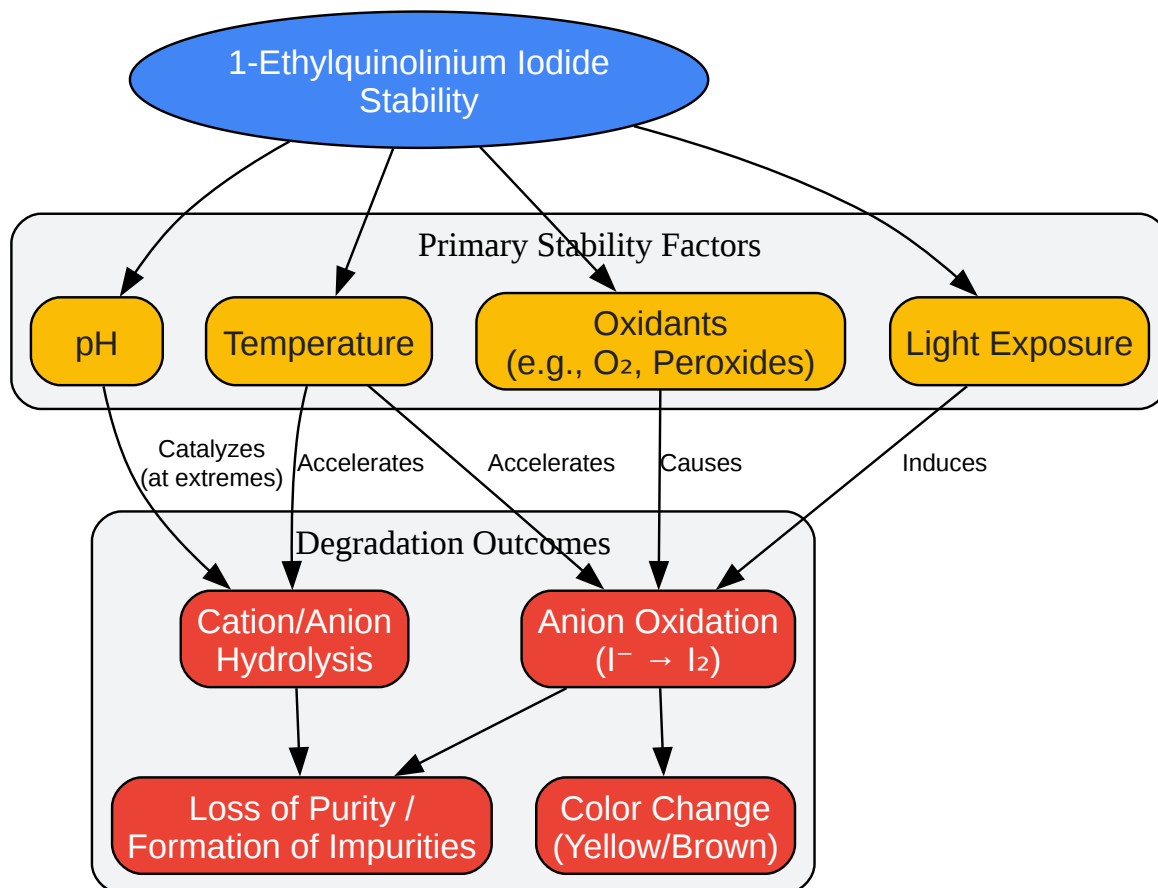 1-Ethylquinolinium Iodide
Stability
Primary Stability Factors
pH
Temperature
Oxidants
(e.g., O₂, Peroxides)
Light Exposure
Catalyzes
(at extremes)
Accelerates
Accelerates
Causes
Induces
Degradation Outcomes
Cation/Anion
Hydrolysis
Anion Oxidation
(I⁻ → I₂)
Loss of Purity /
Formation of Impurities
Color Change
(Yellow/Brown)